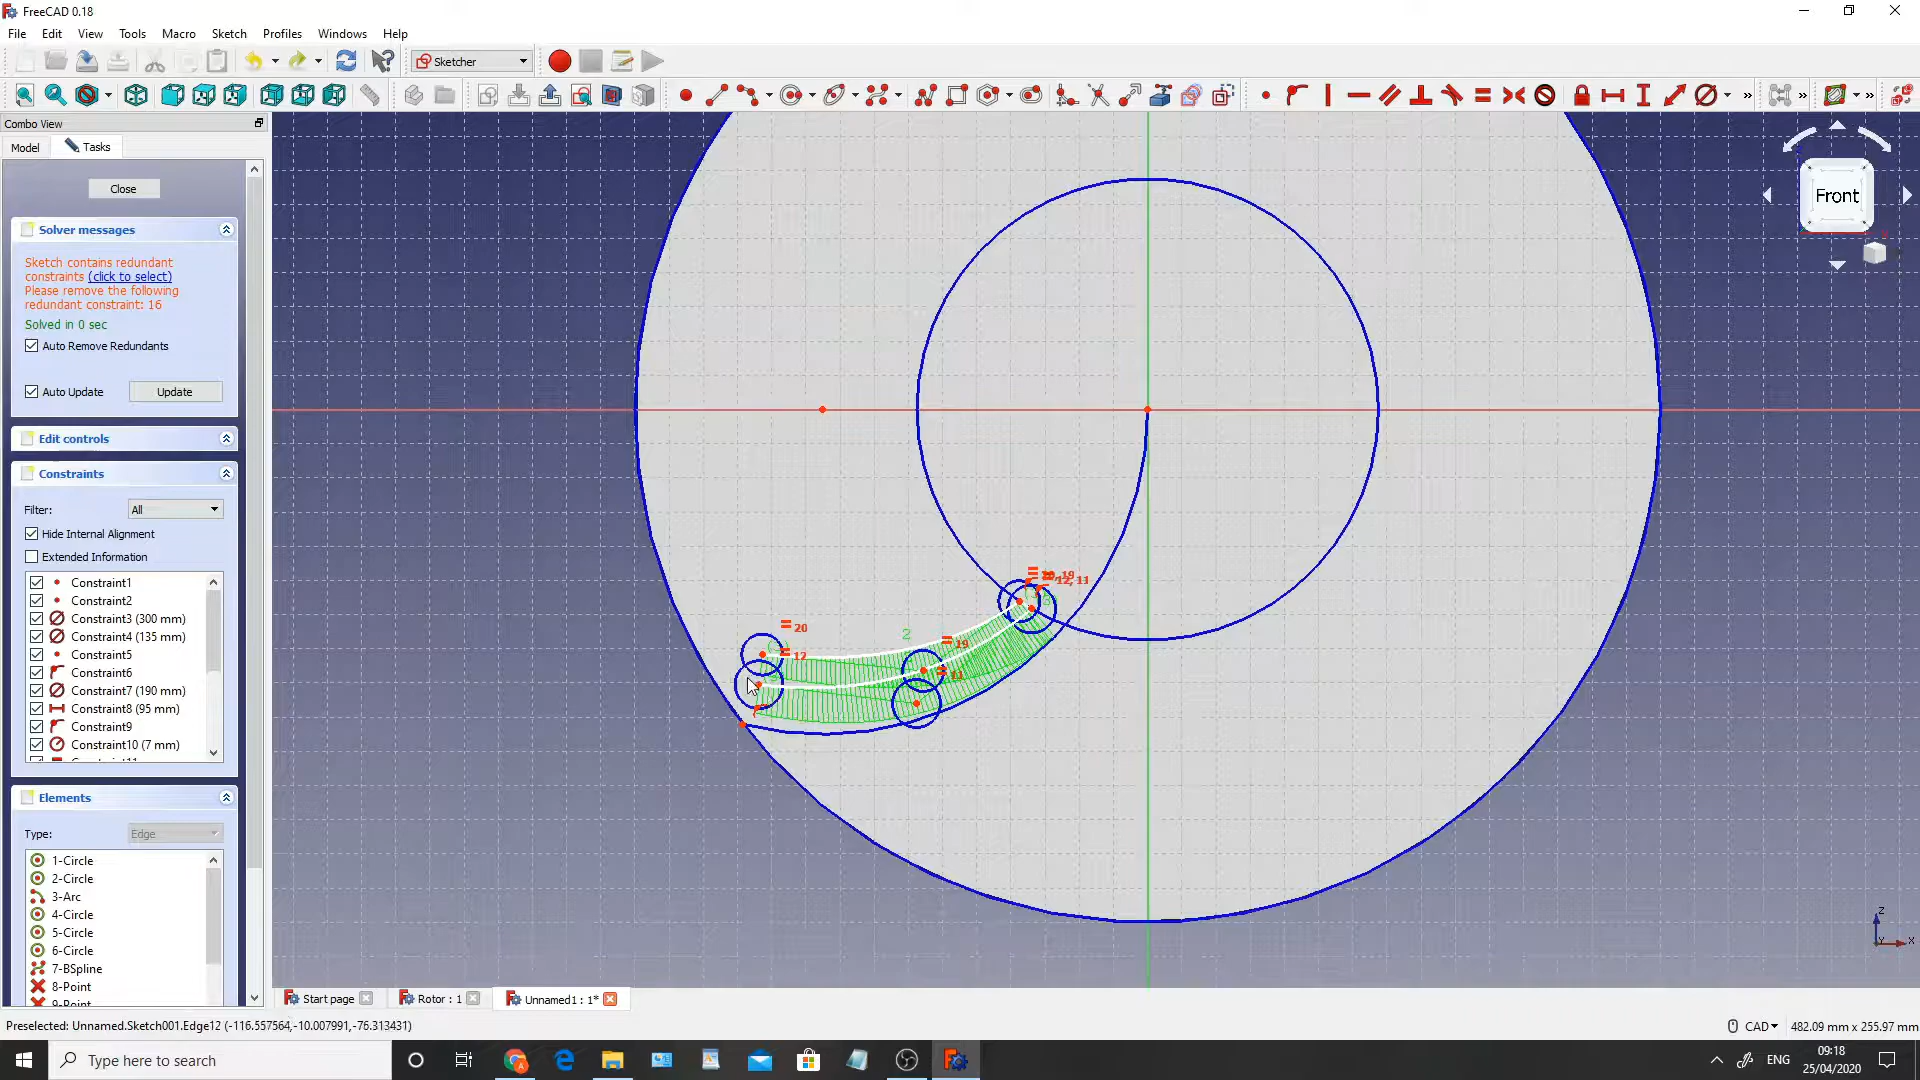 FreeCAD 0.18
File Edit View Tools Macro Sketch Profiles Windows Help
Sketcher
» » » »
Combo View
Model Tasks
Close
Solver messages
Sketch contains redundant
constraints (click to select)
Please remove the following
redundant constraint: 16
Solved in 0 sec
Auto Remove Redundants
Auto Update Update
Edit controls
Constraints
Filter: All
Hide Internal Alignment
Extended Information
Constraint1
Constraint2
Constraint3 (300 mm)
Constraint4 (135 mm)
Constraint5
Constraint6
Constraint7 (190 mm)
Constraint8 (95 mm)
Constraint9
Constraint10 (7 mm)
Elements
Type: Edge
1-Circle
2-Circle
3-Arc
4-Circle
5-Circle
6-Circle
7-BSpline
8-Point
9-Point
Front
20
12
2
19
11
12, 11
Z
X
Start page Rotor : 1 Unnamed1 : 1*
Preselected: Unnamed.Sketch001.Edge12 (-116.557564,-10.007991,-76.313431)
CAD 482.09 mm x 255.97 mm
Type here to search
ENG
09:18
25/04/2020